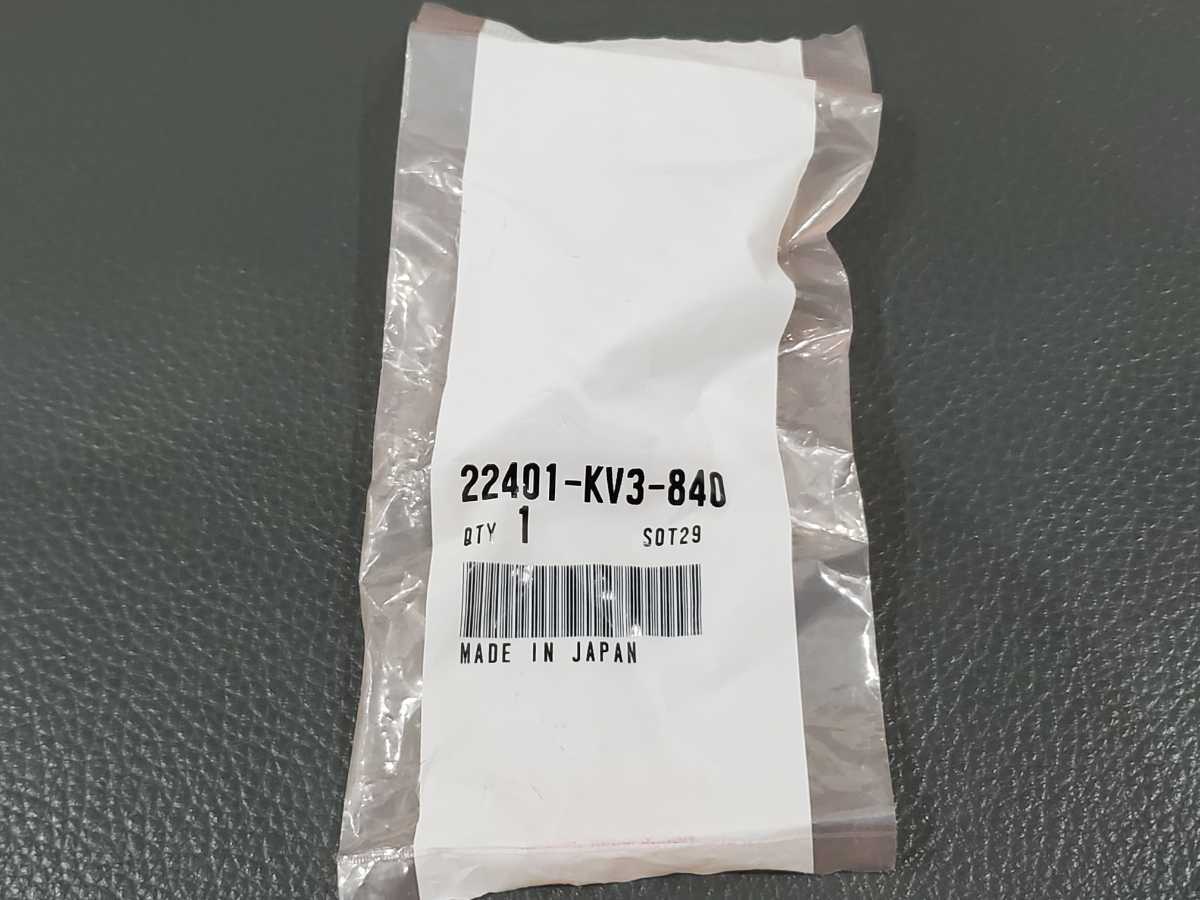 22401-KV3-840
QTY 1 SOT29
MADE IN JAPAN